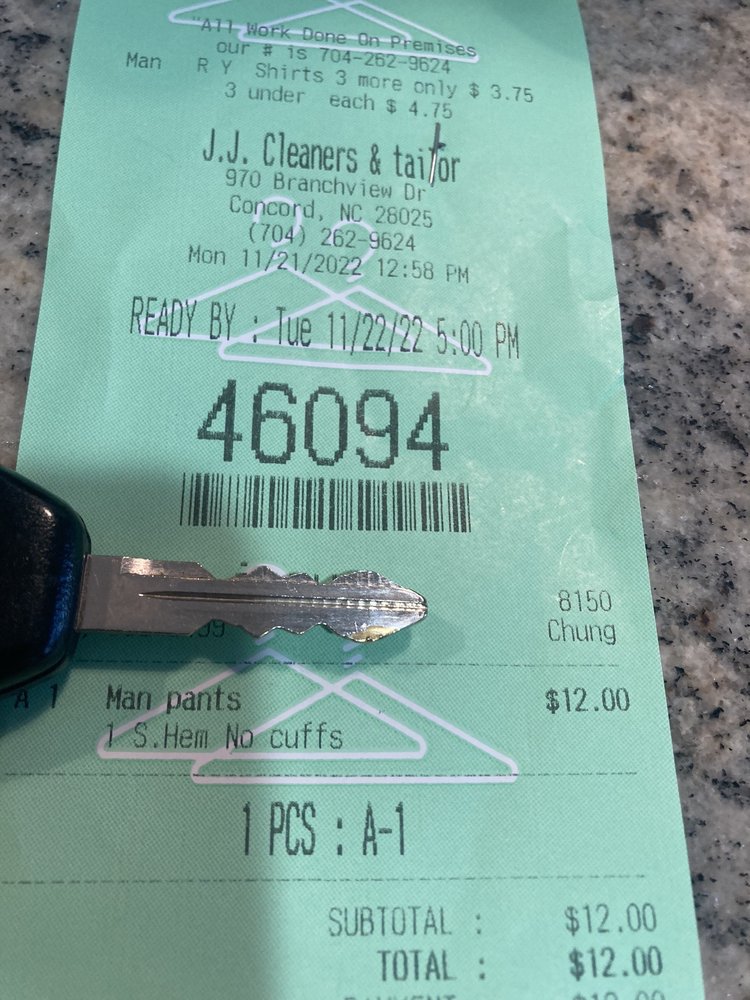 "All Work Done On Premises
our # is 704-262-9624
Man R Y Shirts 3 more only $ 3.75
3 under each $ 4.75
J.J. Cleaners & tailor
970 Branchview Dr
Concord, NC 28025
(704) 262-9624
Mon 11/21/2022 12:58 PM
READY BY : Tue 11/22/22 5:00 PM
46094
8150
Chung
A 1 Man pants $12.00
1 S.Hem No cuffs
1 PCS : A-1
SUBTOTAL : $12.00
TOTAL : $12.00